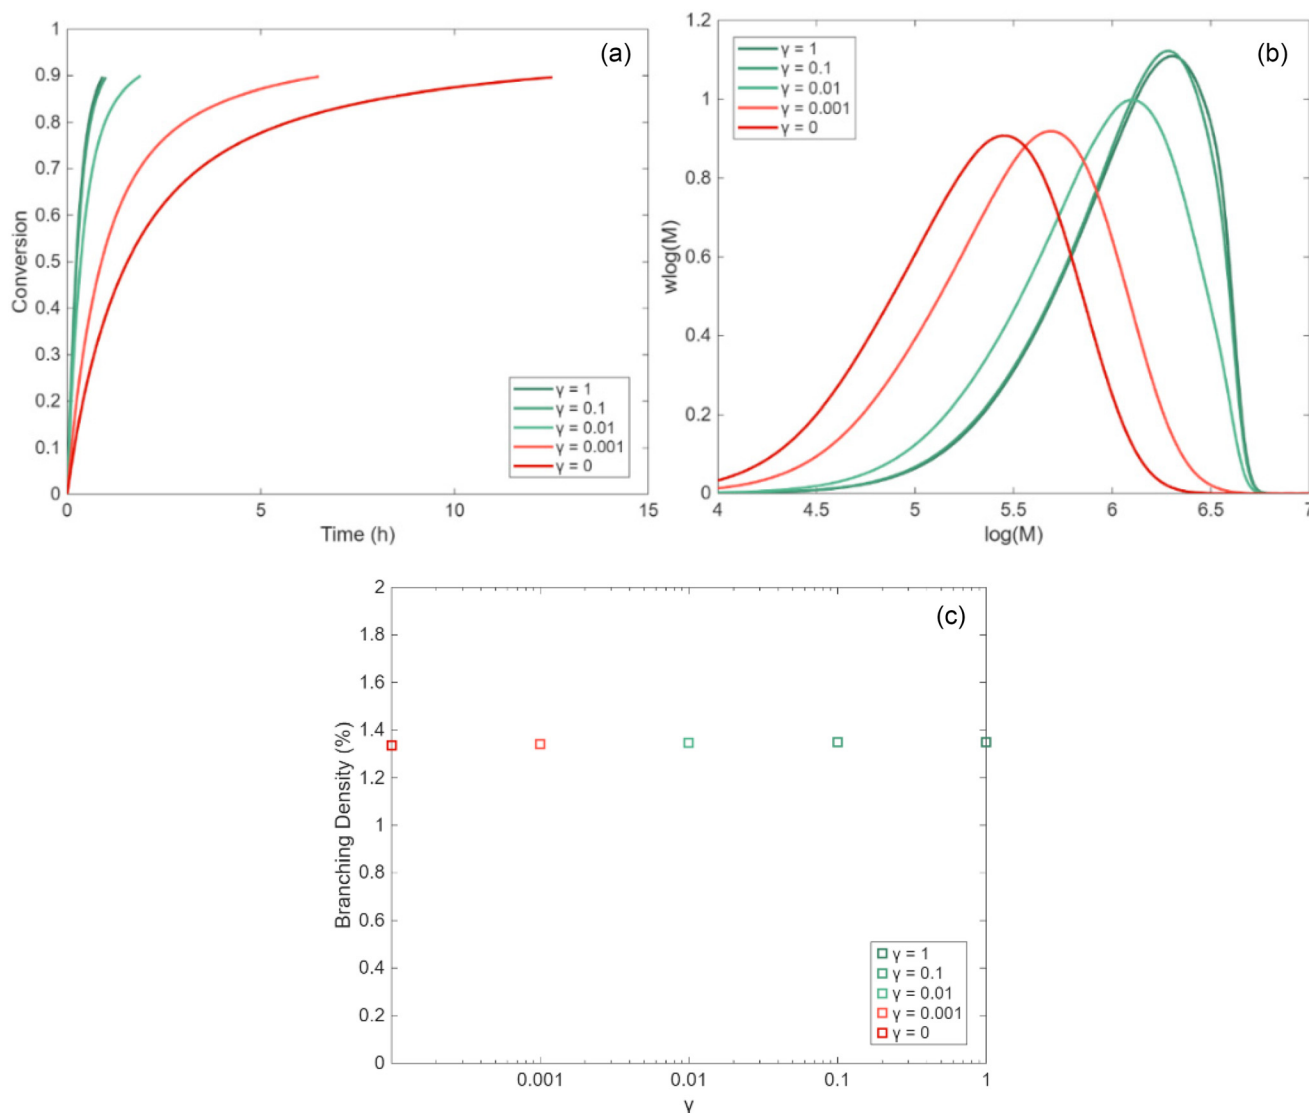 (a)
1
0.9
0.8
0.7
0.6
0.5
0.4
0.3
0.2
0.1
0
Conversion
0 5 10 15
Time (h)
γ = 1
γ = 0.1
γ = 0.01
γ = 0.001
γ = 0
(b)
1.2
1
0.8
0.6
0.4
0.2
0
wlog(M)
4 4.5 5 5.5 6 6.5 7
log(M)
γ = 1
γ = 0.1
γ = 0.01
γ = 0.001
γ = 0
(c)
2
1.8
1.6
1.4
1.2
1
0.8
0.6
0.4
0.2
0
Branching Density (%)
0.001 0.01 0.1 1
γ
γ = 1
γ = 0.1
γ = 0.01
γ = 0.001
γ = 0